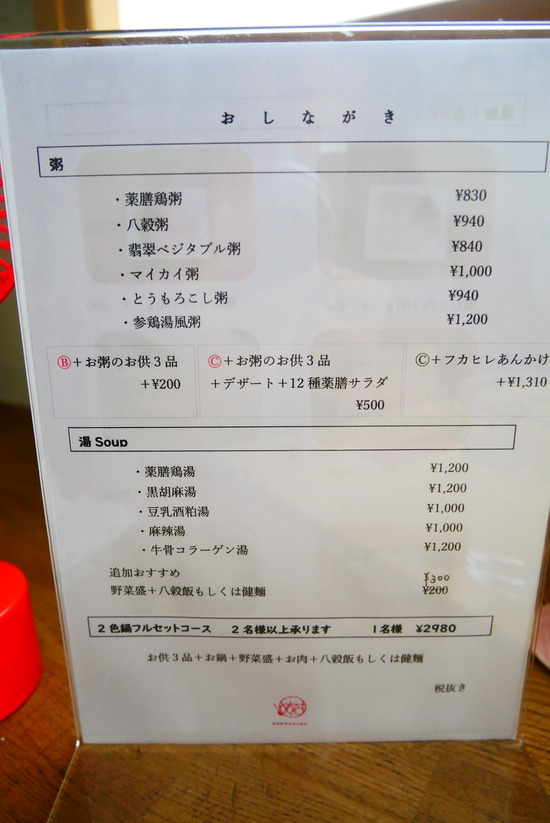 おしながき
粥
・薬膳鶏粥 ¥830
・八穀粥 ¥940
・翡翠ベジタブル粥 ¥840
・マイカイ粥 ¥1,000
・とうもろこし粥 ¥940
・参鶏湯風粥 ¥1,200
Ⓑ＋お粥のお供３品
＋¥200
Ⓒ＋お粥のお供３品
＋デザート＋12種薬膳サラダ
¥500
Ⓒ＋フカヒレあんかけ
＋¥1,310
湯 Soup
・薬膳鶏湯 ¥1,200
・黒胡麻湯 ¥1,200
・豆乳酒粕湯 ¥1,000
・麻辣湯 ¥1,000
・牛骨コラーゲン湯 ¥1,200
追加おすすめ ¥300
野菜盛＋八穀飯もしくは健麺 ¥200
２色鍋フルセットコース ２名様以上承ります １名様 ¥2980
お供３品＋お鍋＋野菜盛＋お肉＋八穀飯もしくは健麺
税抜き